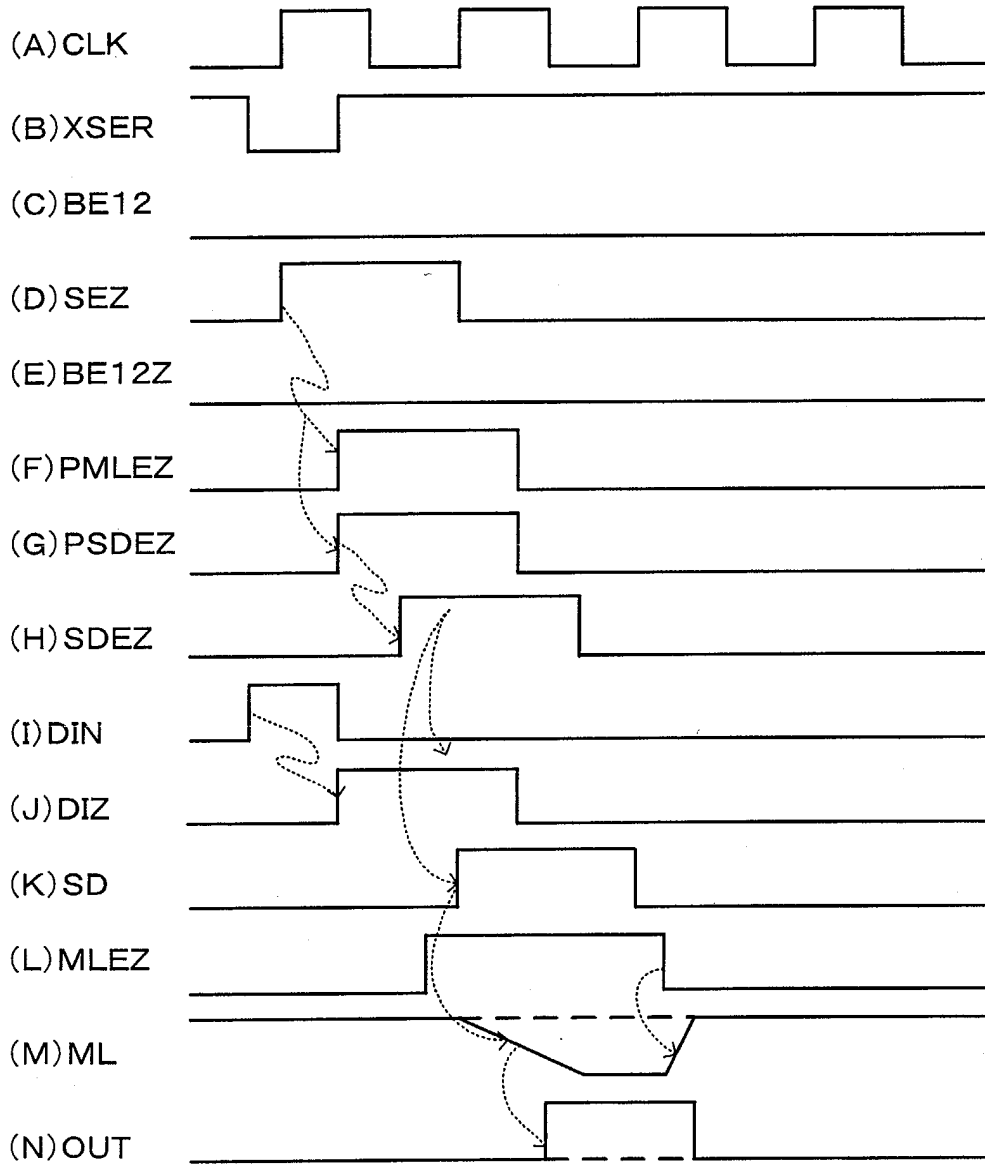 (A) CLK
(B) XSER
(C) BE12
(D) SEZ
(E) BE12Z
(F) PMLEZ
(G) PSDEZ
(H) SDEZ
(I) DIN
(J) DIZ
(K) SD
(L) MLEZ
(M) ML
(N) OUT